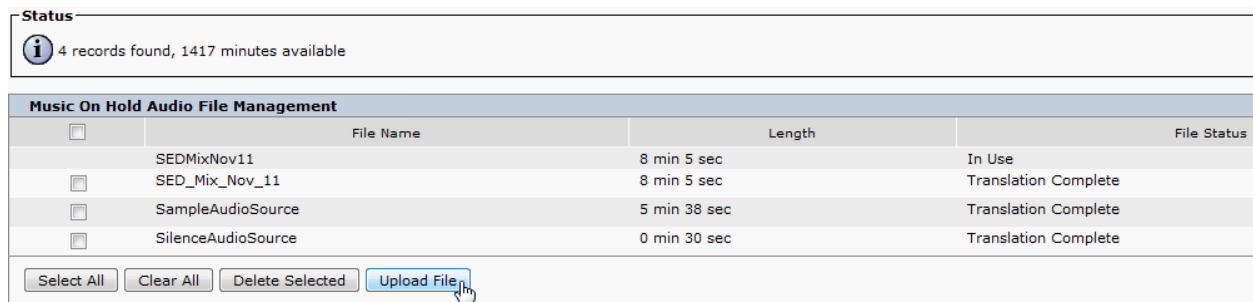 Status
4 records found, 1417 minutes available
Music On Hold Audio File Management
File Name Length File Status
SEDMixNov11 8 min 5 sec In Use
SED_Mix_Nov_11 8 min 5 sec Translation Complete
SampleAudioSource 5 min 38 sec Translation Complete
SilenceAudioSource 0 min 30 sec Translation Complete
Select All Clear All Delete Selected Upload File